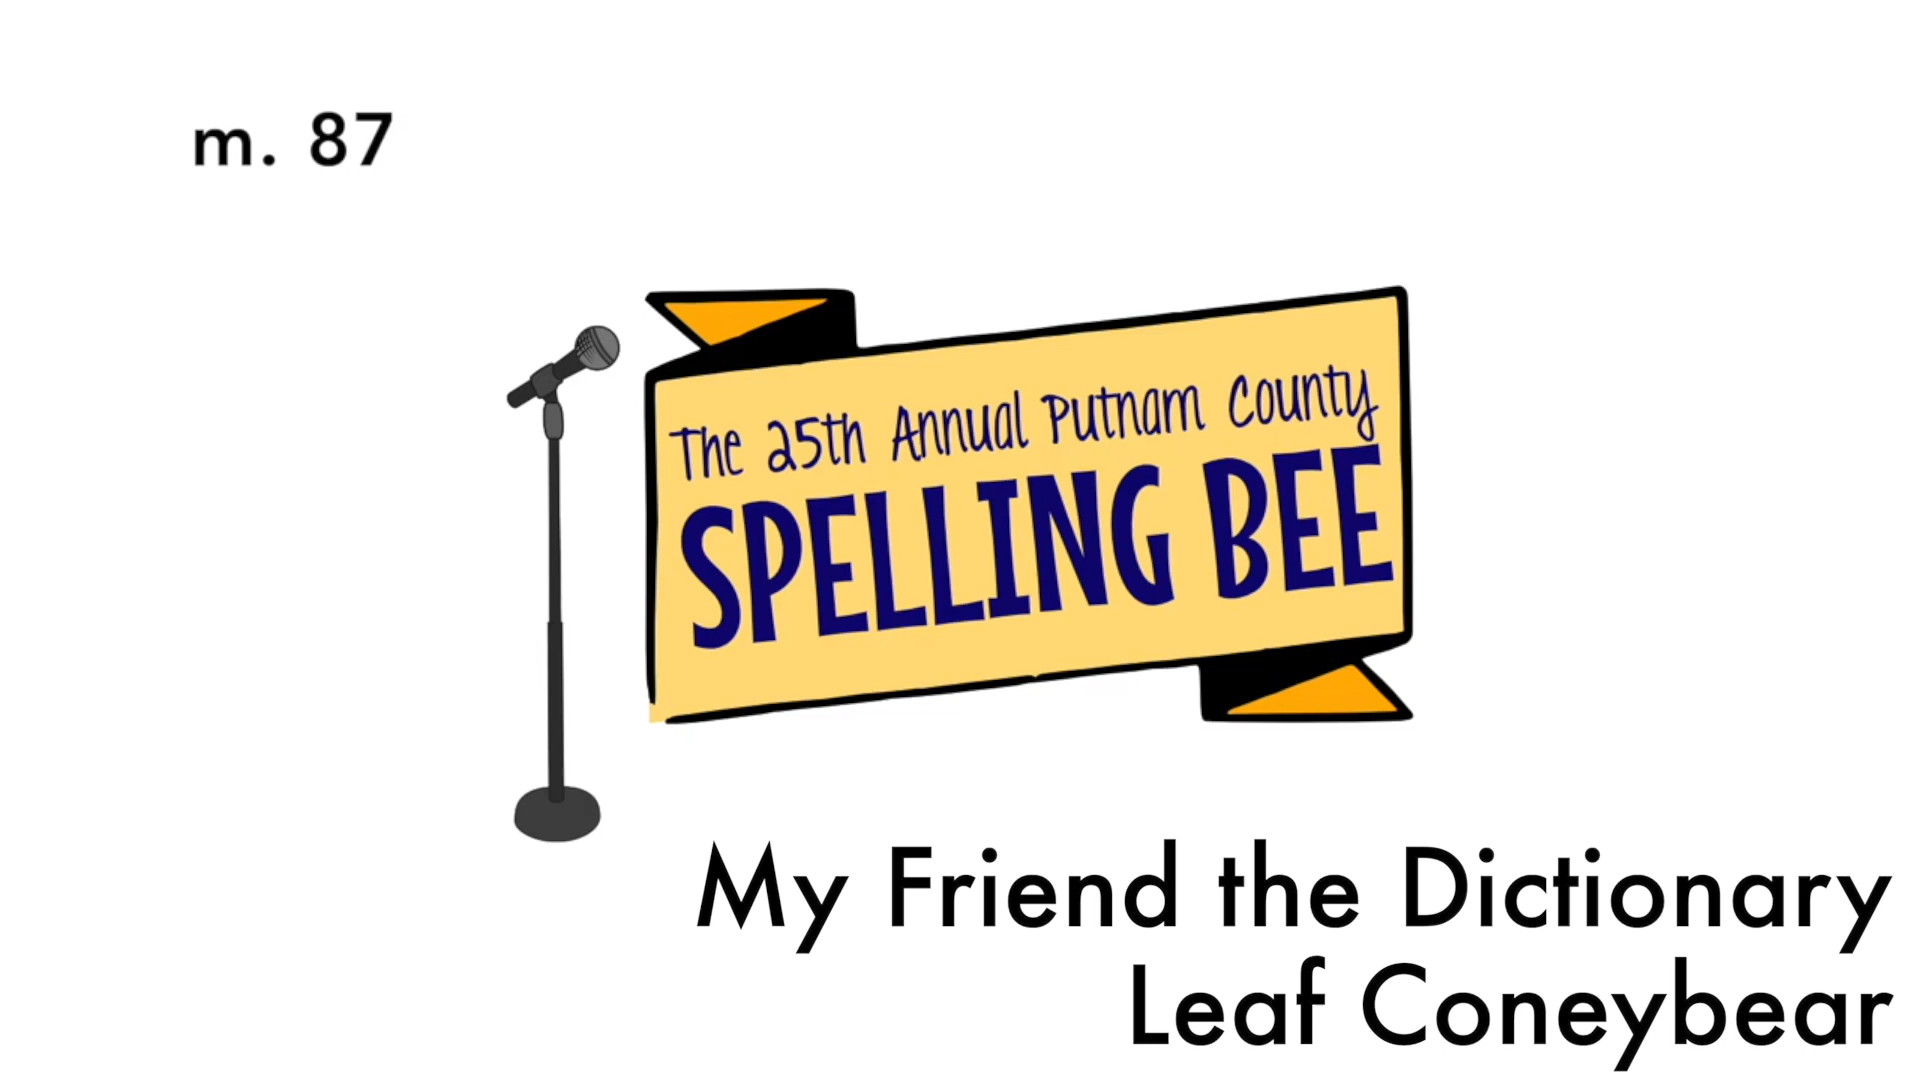 m. 87
The 25th Annual Putnam County
SPELLING BEE
My Friend the Dictionary
Leaf Coneybear